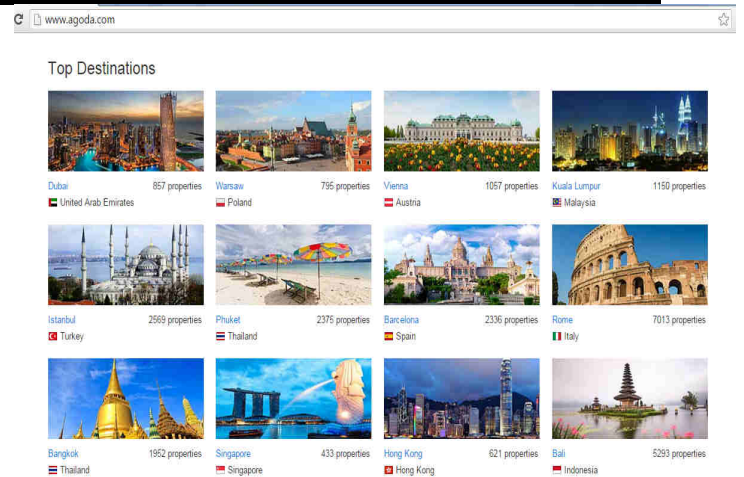 www.agoda.com
Top Destinations
Dubai 857 properties
United Arab Emirates
Warsaw 795 properties
Poland
Vienna 1057 properties
Austria
Kuala Lumpur 1150 properties
Malaysia
Istanbul 2569 properties
Turkey
Phuket 2375 properties
Thailand
Barcelona 2336 properties
Spain
Rome 7013 properties
Italy
Bangkok 1952 properties
Thailand
Singapore 433 properties
Singapore
Hong Kong 621 properties
Hong Kong
Bali 5293 properties
Indonesia